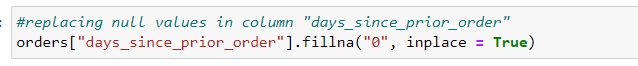 #replacing null values in column "days_since_prior_order"
orders["days_since_prior_order"].fillna("0", inplace = True)